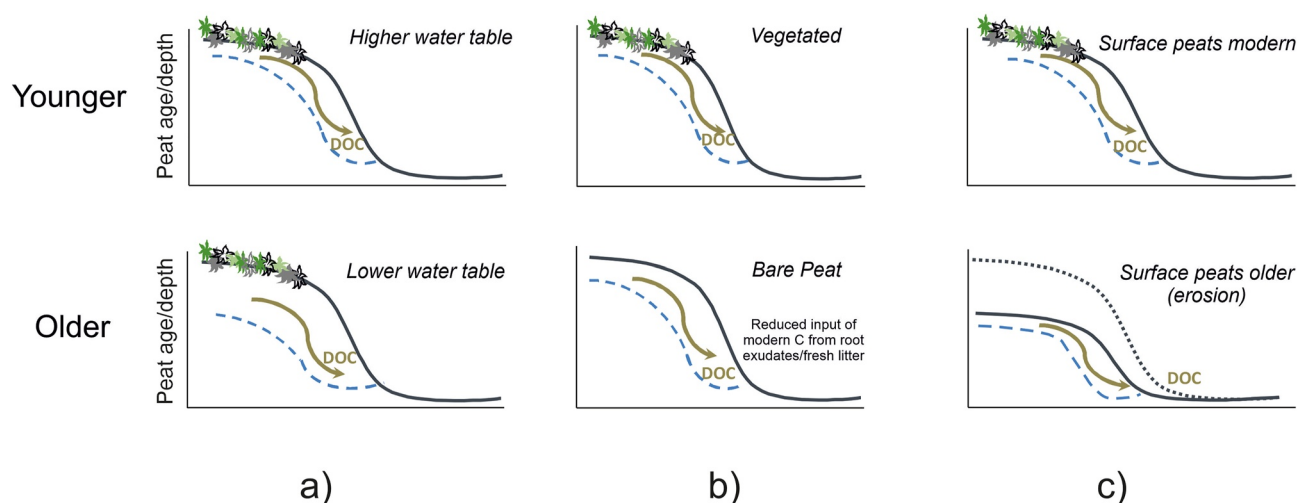 Younger
Peat age/depth
Higher water table
DOC
Vegetated
DOC
Surface peats modern
DOC
Older
Peat age/depth
Lower water table
DOC
Bare Peat
Reduced input of
modern C from root
exudates/fresh litter
DOC
Surface peats older
(erosion)
DOC
a)
b)
c)